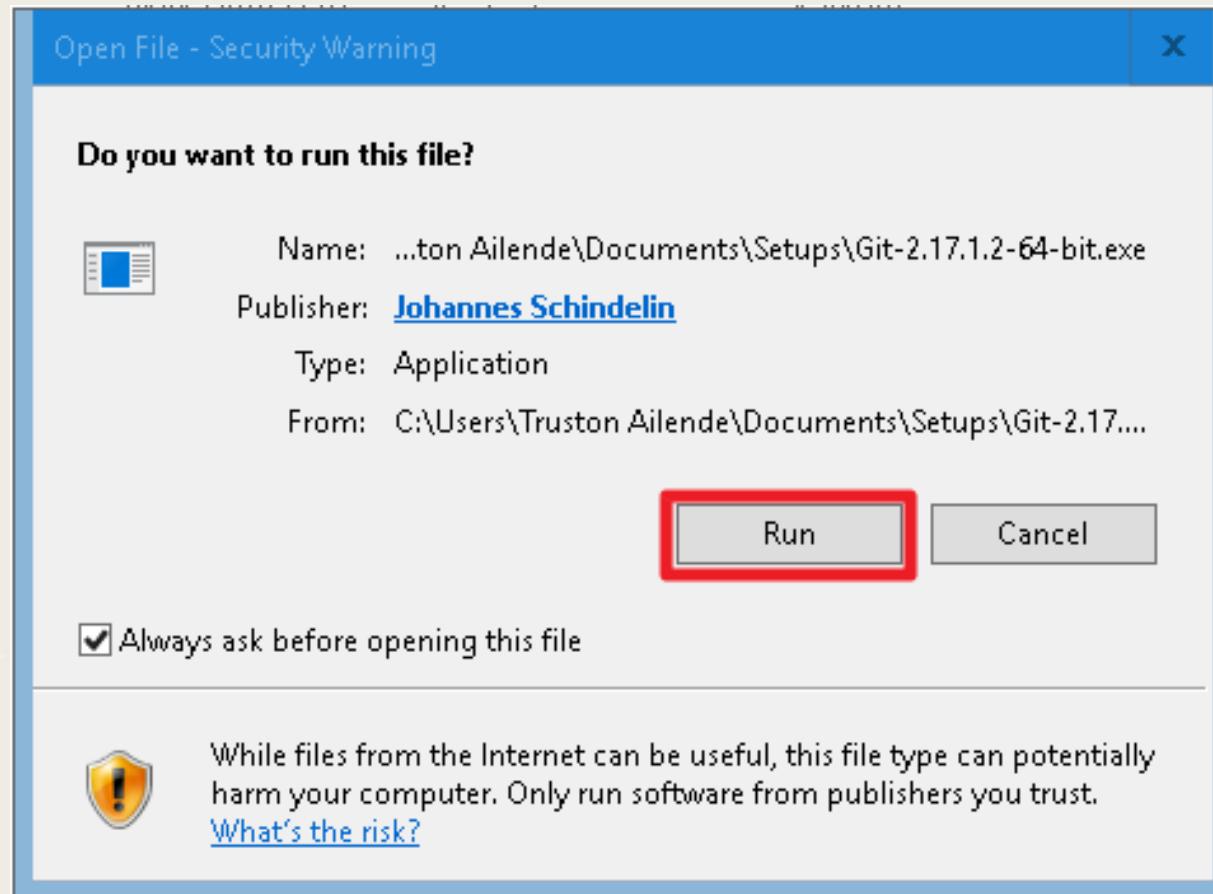 Open File - Security Warning
x
Do you want to run this file?
Name: ...ton Ailende\Documents\Setups\Git-2.17.1.2-64-bit.exe
Publisher: Johannes Schindelin
Type: Application
From: C:\Users\Truston Ailende\Documents\Setups\Git-2.17....
Run Cancel
Always ask before opening this file
While files from the Internet can be useful, this file type can potentially
harm your computer. Only run software from publishers you trust.
What's the risk?